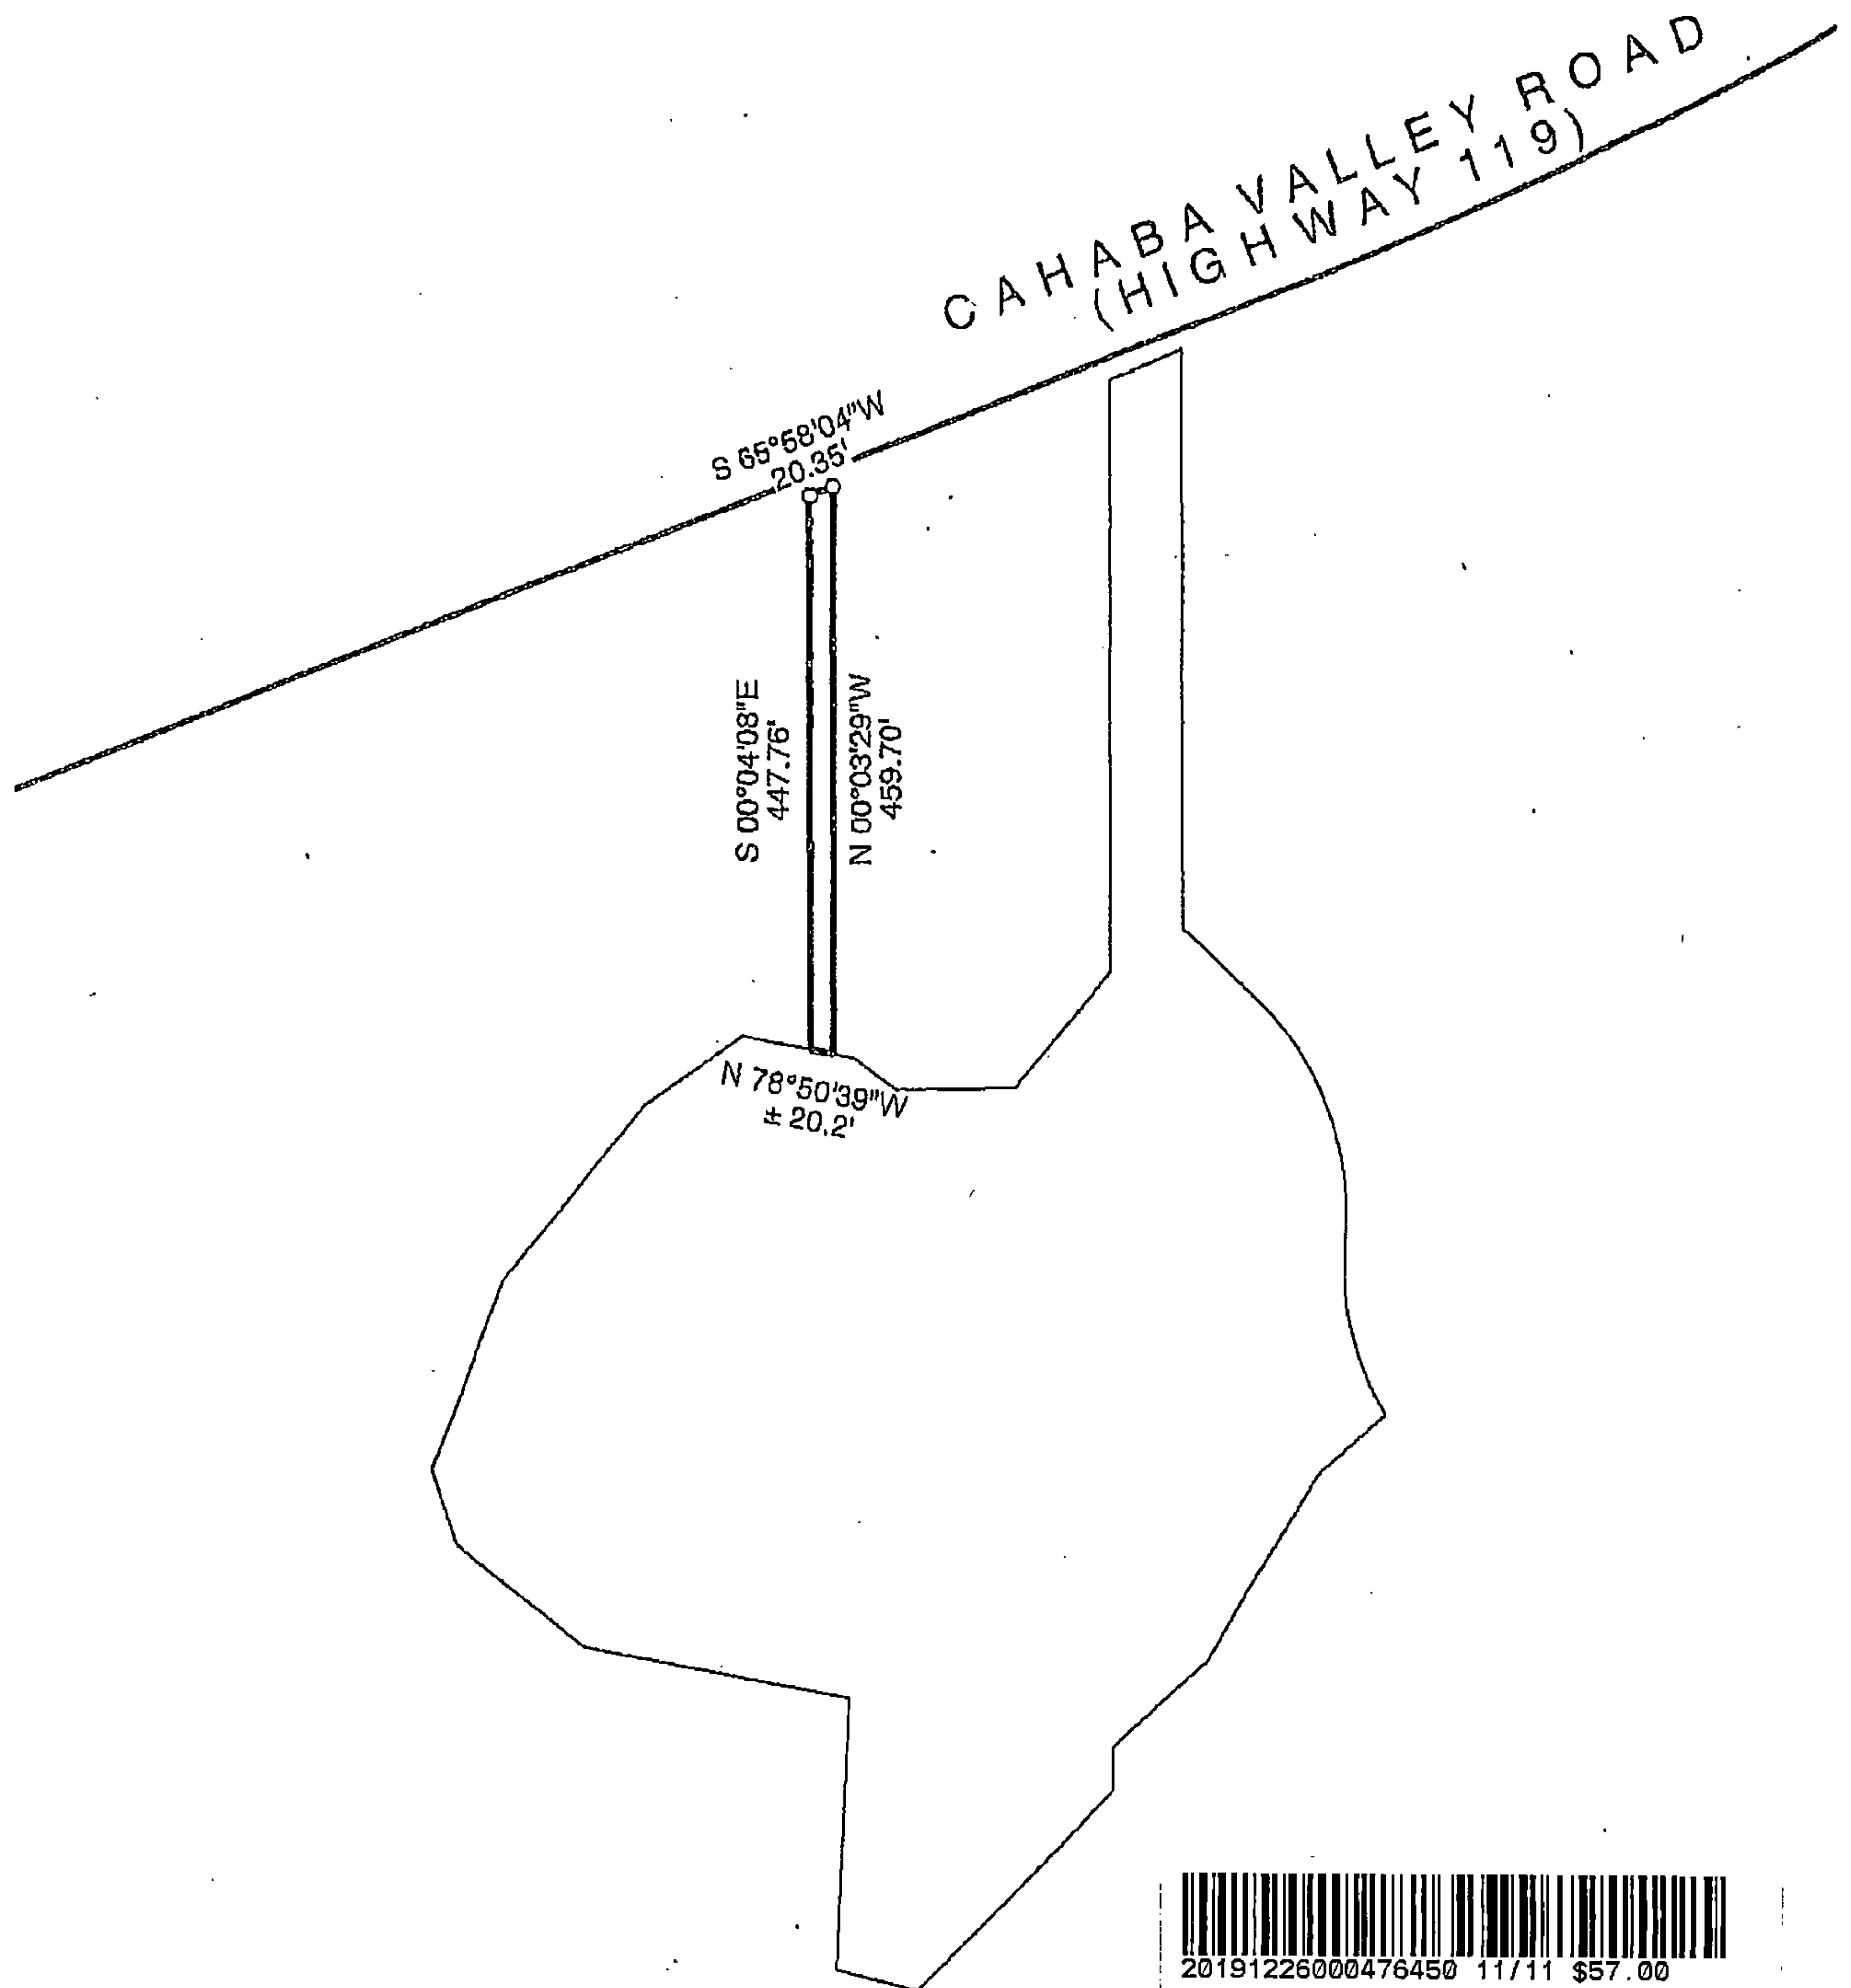 CAHABA VALLEY ROAD
(HIGHWAY 119)
S 65°58'04"W
20.35'
S 00°04'08"E
447.76'
N 00°03'29"W
459.70'
N 78°50'39"W
± 20.2'
20191226000476450 11/11 $57.00